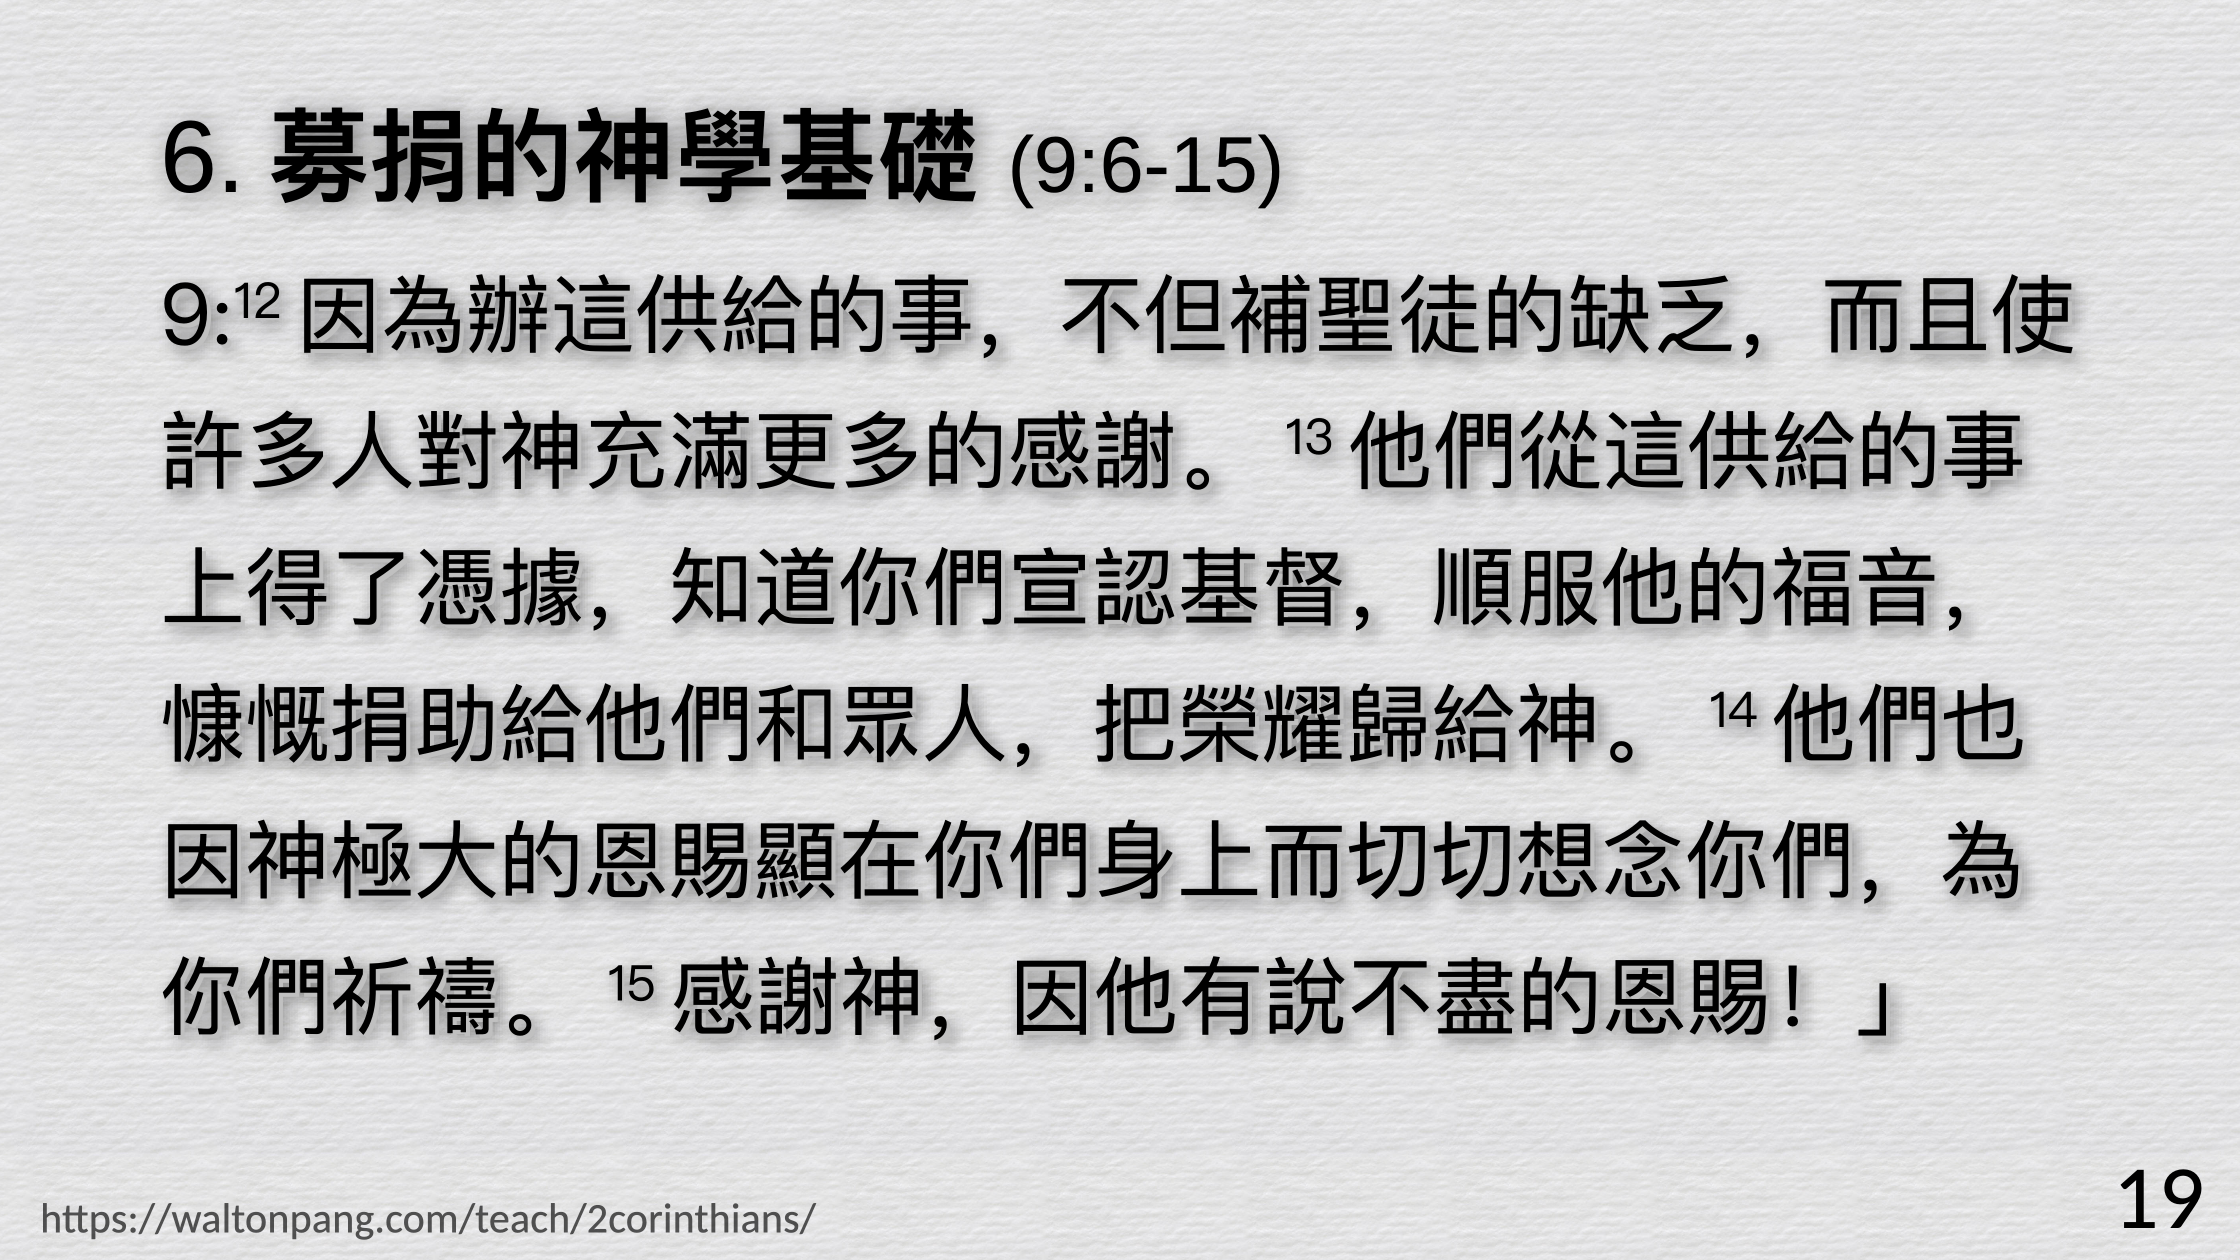 6. 募捐的神學基礎 (9:6-15)
9:12 因為辦這供給的事，不但補聖徒的缺乏，而且使
許多人對神充滿更多的感謝。 13 他們從這供給的事
上得了憑據，知道你們宣認基督，順服他的福音，
慷慨捐助給他們和眾人，把榮耀歸給神。 14 他們也
因神極大的恩賜顯在你們身上而切切想念你們，為
你們祈禱。 15 感謝神，因他有說不盡的恩賜！」
https://waltonpang.com/teach/2corinthians/
19